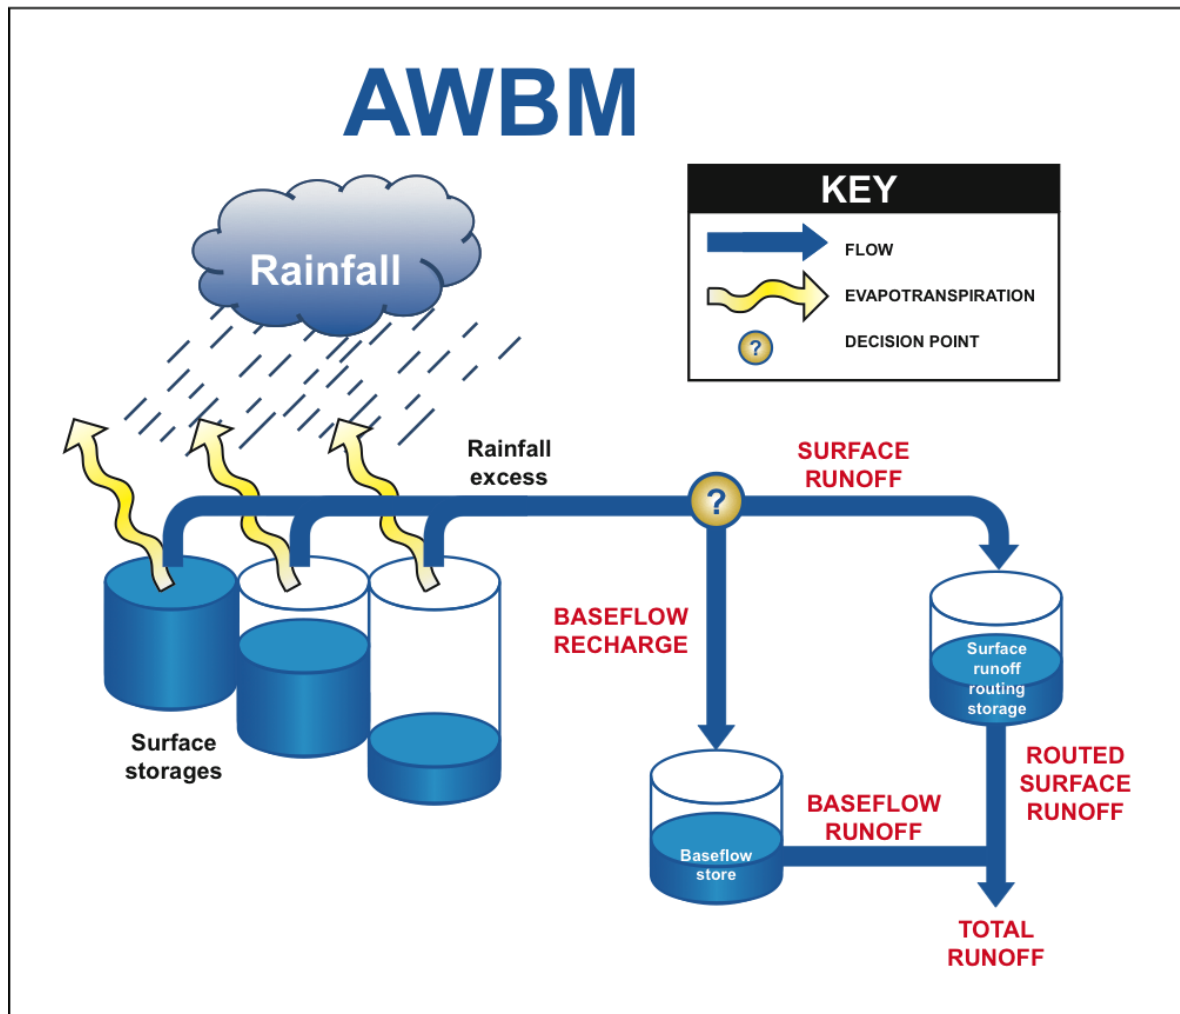 AWBM
Rainfall
KEY
FLOW
EVAPOTRANSPIRATION
?
DECISION POINT
Rainfall
excess
SURFACE
RUNOFF
?
BASEFLOW
RECHARGE
Surface
runoff
routing
storage
Surface
storages
ROUTED
SURFACE
RUNOFF
BASEFLOW
RUNOFF
Baseflow
store
TOTAL
RUNOFF